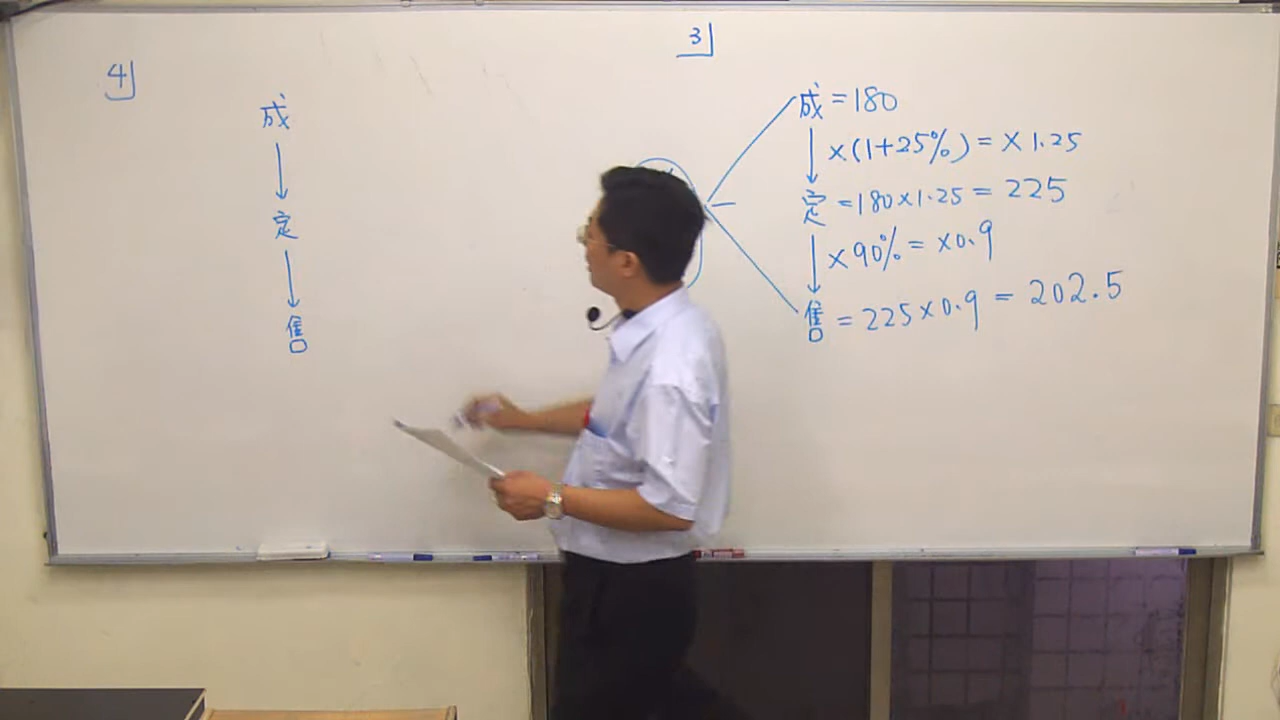 4
成
定
售
3
成=180
×(1+25%)=×1.25
定=180×1.25=225
×90%=×0.9
售=225×0.9=202.5